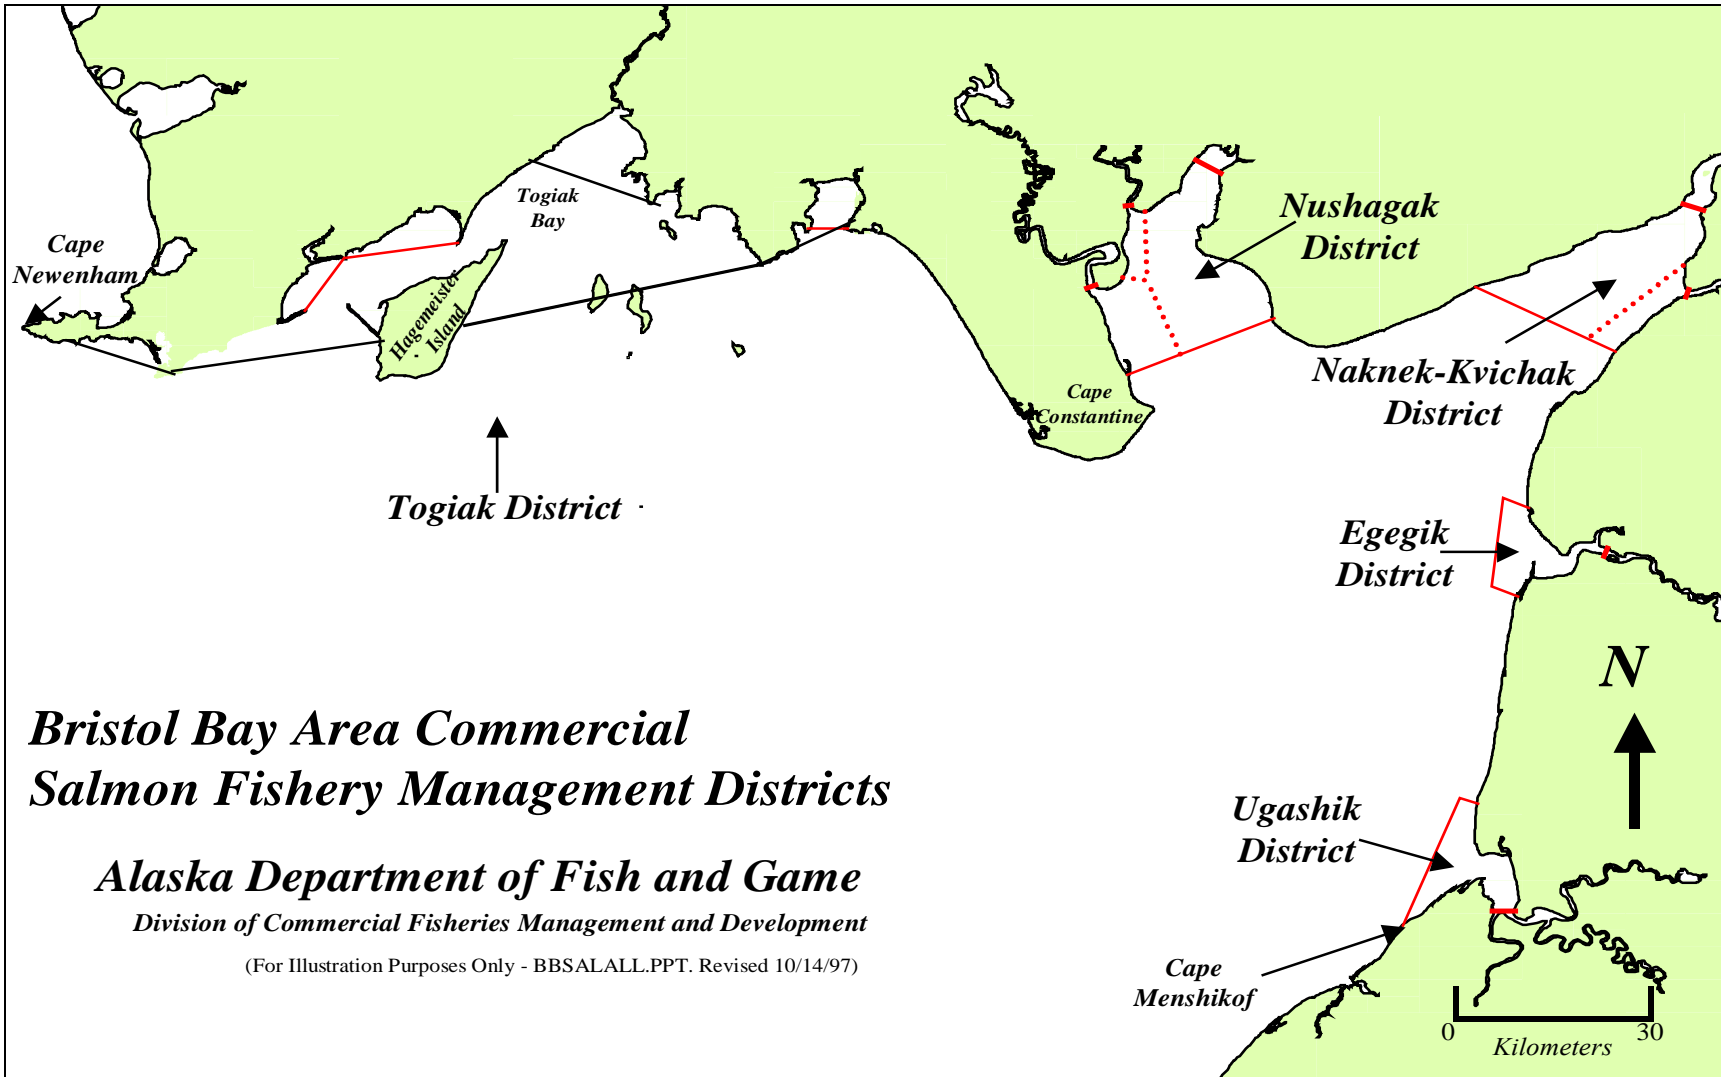 Togiak
Bay
Cape
Newenham
Hagemeister
Island
Nushagak
District
Naknek-Kvichak
District
Cape
Constantine
Togiak District
Egegik
District
N
Bristol Bay Area Commercial
Salmon Fishery Management Districts
Ugashik
District
Alaska Department of Fish and Game
Division of Commercial Fisheries Management and Development
(For Illustration Purposes Only - BBSALALL.PPT. Revised 10/14/97)
Cape
Menshikof
0 30
Kilometers